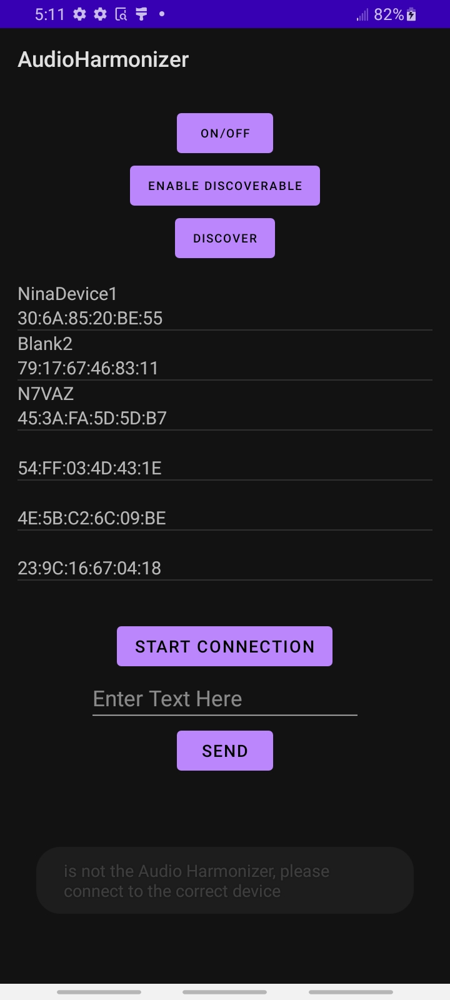 5:11 82%
AudioHarmonizer
ON/OFF
ENABLE DISCOVERABLE
DISCOVER
NinaDevice1
30:6A:85:20:BE:55
Blank2
79:17:67:46:83:11
N7VAZ
45:3A:FA:5D:5D:B7
54:FF:03:4D:43:1E
4E:5B:C2:6C:09:BE
23:9C:16:67:04:18
START CONNECTION
Enter Text Here
SEND
is not the Audio Harmonizer, please
connect to the correct device